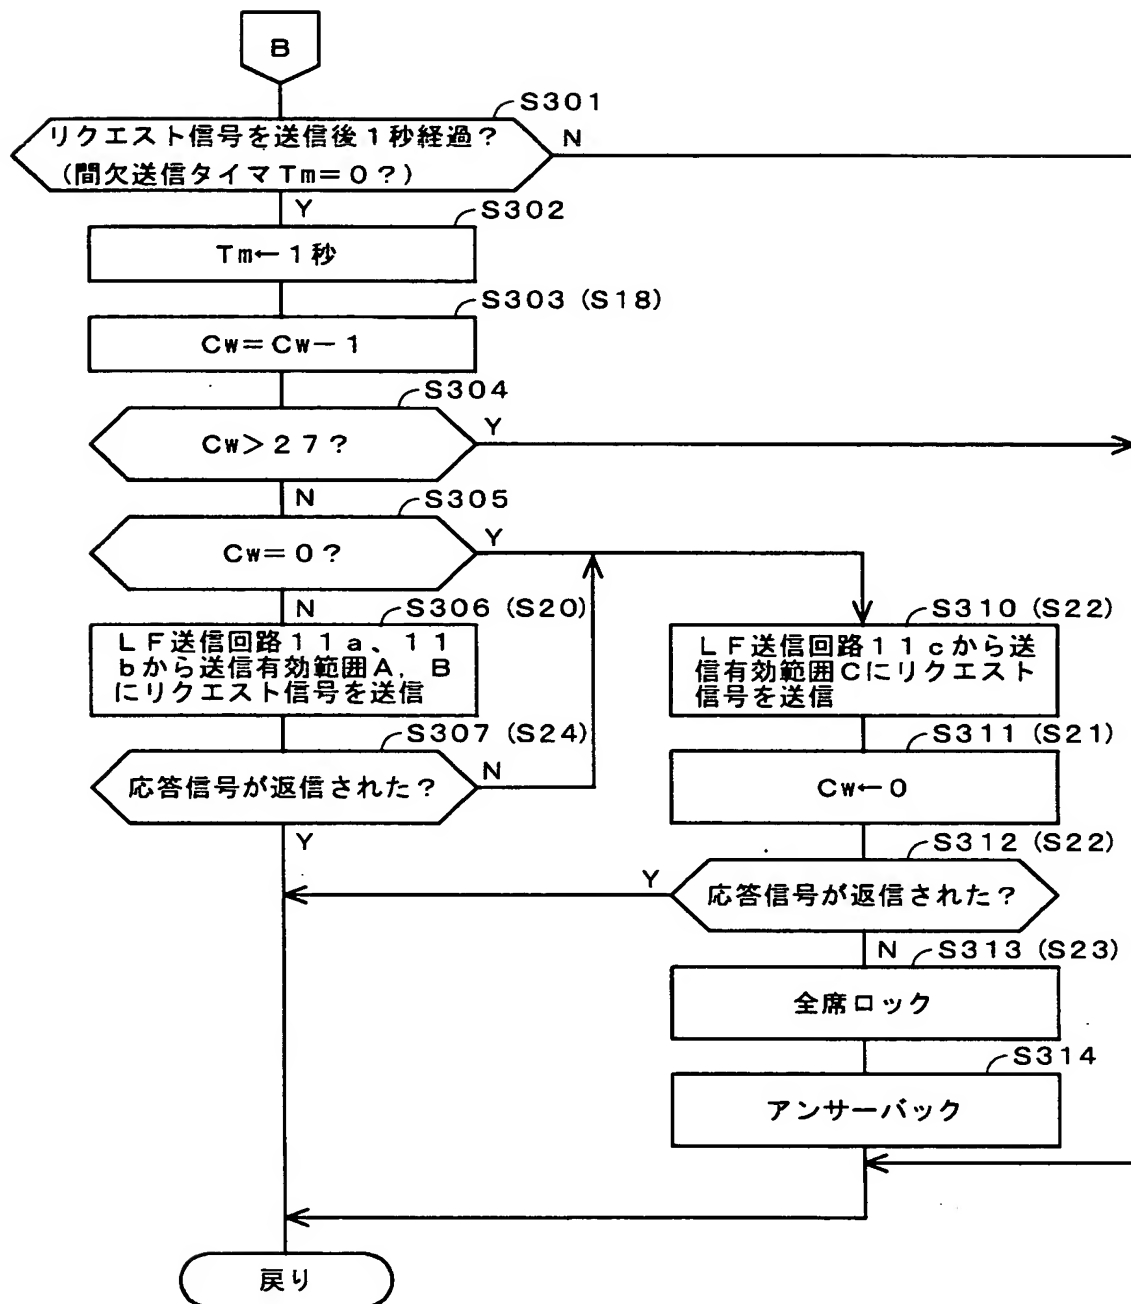 B
S301
リクエスト信号を送信後1秒経過?
(間欠送信タイマTm=0?)
N
Y
S302
Tm←1秒
S303 (S18)
Cw=Cw-1
S304
Cw>27?
Y
N
S305
Cw=0?
Y
N
S306 (S20)
LF送信回路11a、11
bから送信有効範囲A, B
にリクエスト信号を送信
S307 (S24)
応答信号が返信された?
N
Y
S310 (S22)
LF送信回路11cから送
信有効範囲Cにリクエスト
信号を送信
S311 (S21)
Cw←0
S312 (S22)
応答信号が返信された?
Y
N
S313 (S23)
全席ロック
S314
アンサーバック
戻り